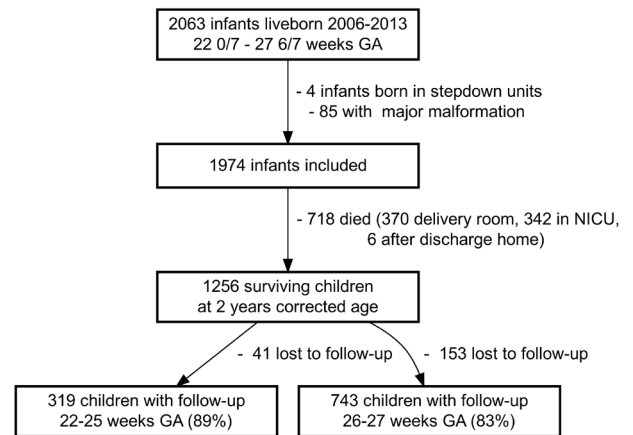 2063 infants liveborn 2006-2013
22 0/7 - 27 6/7 weeks GA
- 4 infants born in stepdown units
- 85 with major malformation
1974 infants included
- 718 died (370 delivery room, 342 in NICU,
6 after discharge home)
1256 surviving children
at 2 years corrected age
- 41 lost to follow-up
- 153 lost to follow-up
319 children with follow-up
22-25 weeks GA (89%)
743 children with follow-up
26-27 weeks GA (83%)